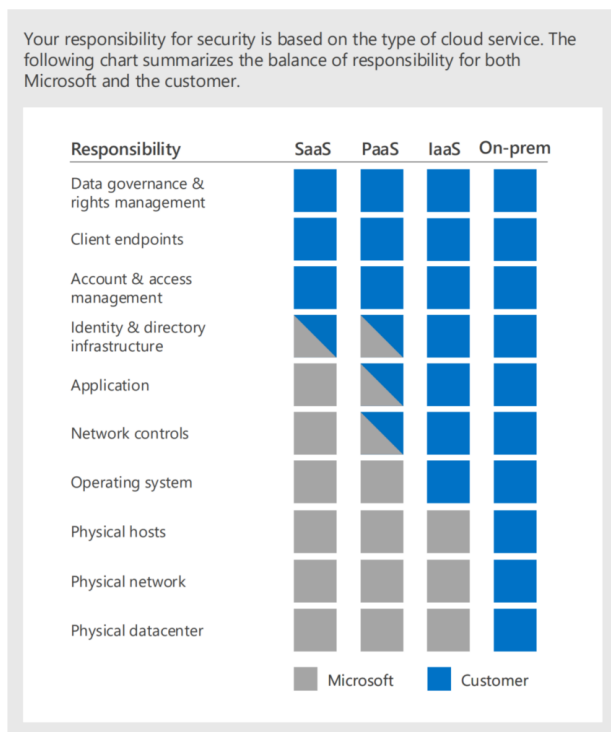 Your responsibility for security is based on the type of cloud service. The
following chart summarizes the balance of responsibility for both
Microsoft and the customer.
Responsibility SaaS PaaS IaaS On-prem
Data governance &
rights management
Client endpoints
Account & access
management
Identity & directory
infrastructure
Application
Network controls
Operating system
Physical hosts
Physical network
Physical datacenter
Microsoft Customer